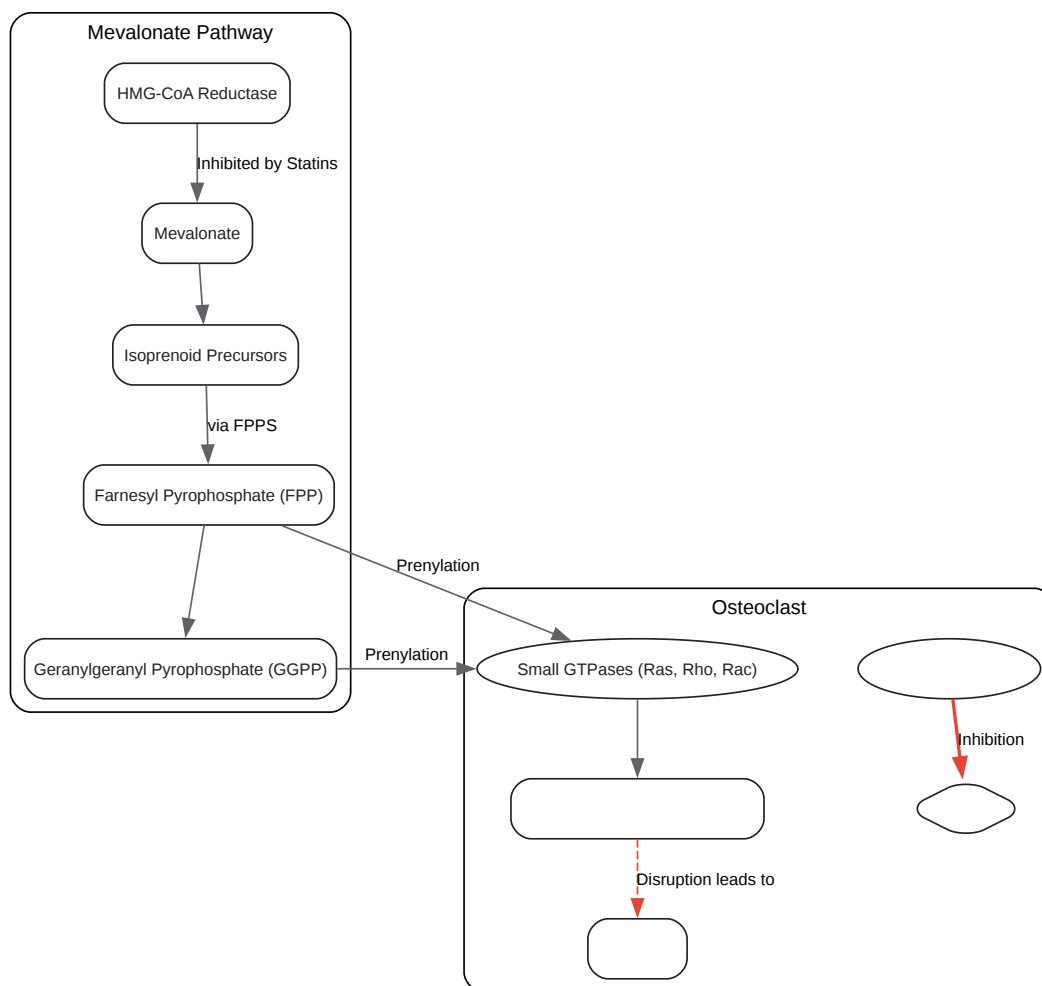 Mevalonate Pathway
HMG-CoA Reductase
Inhibited by Statins
Mevalonate
Isoprenoid Precursors
via FPPS
Farnesyl Pyrophosphate (FPP)
Prenylation
Geranylgeranyl Pyrophosphate (GGPP)
Prenylation
Osteoclast
Small GTPases (Ras, Rho, Rac)
Inhibition
Disruption leads to